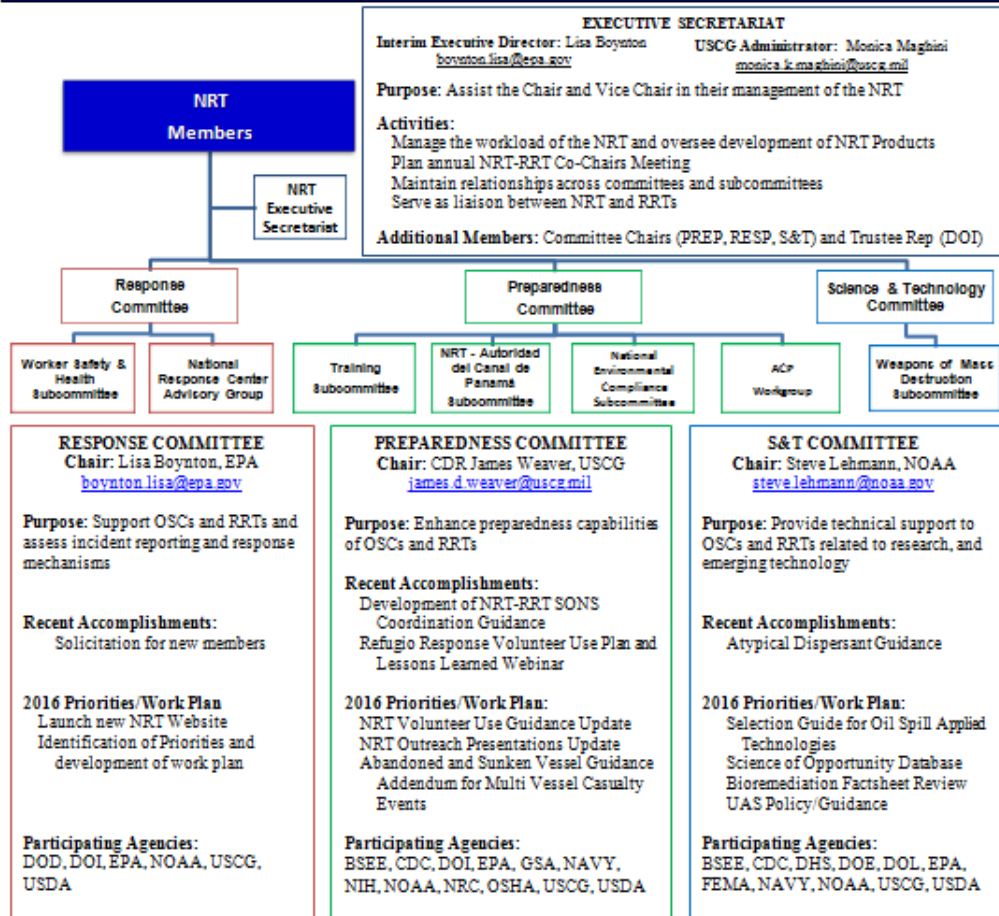 EXECUTIVE SECRETARIAT
Interim Executive Director: Lisa Boynton
boynton.lisa@epa.gov
USCG Administrator: Monica Maghini
monica.k.maghini@uscg.mil
Purpose: Assist the Chair and Vice Chair in their management of the NRT
Activities:
Manage the workload of the NRT and oversee development of NRT Products
Plan annual NRT-RRT Co-Chairs Meeting
Maintain relationships across committees and subcommittees
Serve as liaison between NRT and RRTs
Additional Members: Committee Chairs (PREP, RESP, S&T) and Trustee Rep (DOI)
NRT
Members
NRT
Executive
Secretariat
Response
Committee
Preparedness
Committee
Science & Technology
Committee
Worker Safety &
Health
Subcommittee
National
Response Center
Advisory Group
Training
Subcommittee
NRT - Autoridad
del Canal de
Panamá
Subcommittee
National
Environmental
Compliance
Subcommittee
ACP
Workgroup
Weapons of Mass
Destruction
Subcommittee
RESPONSE COMMITTEE
Chair: Lisa Boynton, EPA
boynton.lisa@epa.gov
Purpose: Support OSCs and RRTs and
assess incident reporting and response
mechanisms
Recent Accomplishments:
Solicitation for new members
2016 Priorities/Work Plan
Launch new NRT Website
Identification of Priorities and
development of work plan
Participating Agencies:
DOD, DOI, EPA, NOAA, USCG,
USDA
PREPAREDNESS COMMITTEE
Chair: CDR James Weaver, USCG
james.d.weaver@uscg.mil
Purpose: Enhance preparedness capabilities
of OSCs and RRTs
Recent Accomplishments:
Development of NRT-RRT SONS
Coordination Guidance
Refugio Response Volunteer Use Plan and
Lessons Learned Webinar
2016 Priorities/Work Plan:
NRT Volunteer Use Guidance Update
NRT Outreach Presentations Update
Abandoned and Sunken Vessel Guidance
Addendum for Multi Vessel Casualty
Events
Participating Agencies:
BSEE, CDC, DOI, EPA, GSA, NAVY,
NIH, NOAA, NRC, OSHA, USCG, USDA
S&T COMMITTEE
Chair: Steve Lehmann, NOAA
steve.lehmann@noaa.gov
Purpose: Provide technical support to
OSCs and RRTs related to research, and
emerging technology
Recent Accomplishments:
Atypical Dispersant Guidance
2016 Priorities/Work Plan:
Selection Guide for Oil Spill Applied
Technologies
Science of Opportunity Database
Bioremediation Factsheet Review
UAS Policy/Guidance
Participating Agencies:
BSEE, CDC, DHS, DOE, DOL, EPA,
FEMA, NAVY, NOAA, USCG, USDA